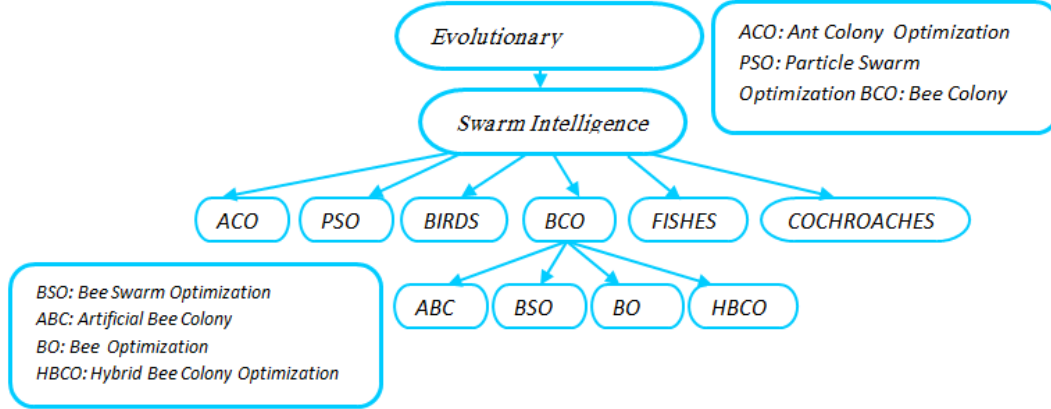 Evolutionary
ACO: Ant Colony Optimization
PSO: Particle Swarm
Optimization BCO: Bee Colony
Swarm Intelligence
ACO
PSO
BIRDS
BCO
FISHES
COCHROACHES
BSO: Bee Swarm Optimization
ABC: Artificial Bee Colony
BO: Bee Optimization
HBCO: Hybrid Bee Colony Optimization
ABC
BSO
BO
HBCO